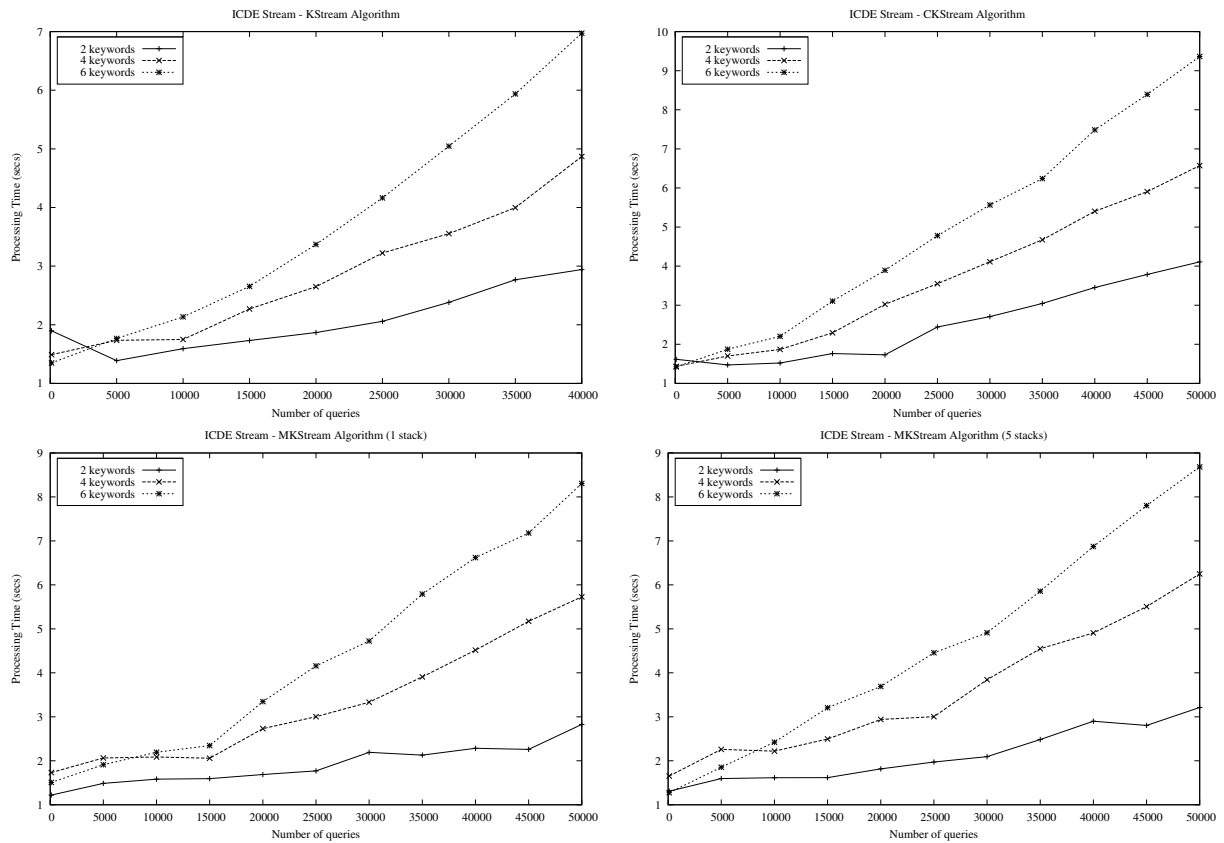 ICDE Stream - KStream Algorithm
7
6
5
4
3
2
1
Processing Time (secs)
2 keywords
4 keywords
6 keywords
0 5000 10000 15000 20000 25000 30000 35000 40000
Number of queries
ICDE Stream - CKStream Algorithm
10
9
8
7
6
5
4
3
2
1
Processing Time (secs)
2 keywords
4 keywords
6 keywords
0 5000 10000 15000 20000 25000 30000 35000 40000 45000 50000
Number of queries
ICDE Stream - MKStream Algorithm (1 stack)
9
8
7
6
5
4
3
2
1
Processing Time (secs)
2 keywords
4 keywords
6 keywords
0 5000 10000 15000 20000 25000 30000 35000 40000 45000 50000
Number of queries
ICDE Stream - MKStream Algorithm (5 stacks)
9
8
7
6
5
4
3
2
1
Processing Time (secs)
2 keywords
4 keywords
6 keywords
0 5000 10000 15000 20000 25000 30000 35000 40000 45000 50000
Number of queries